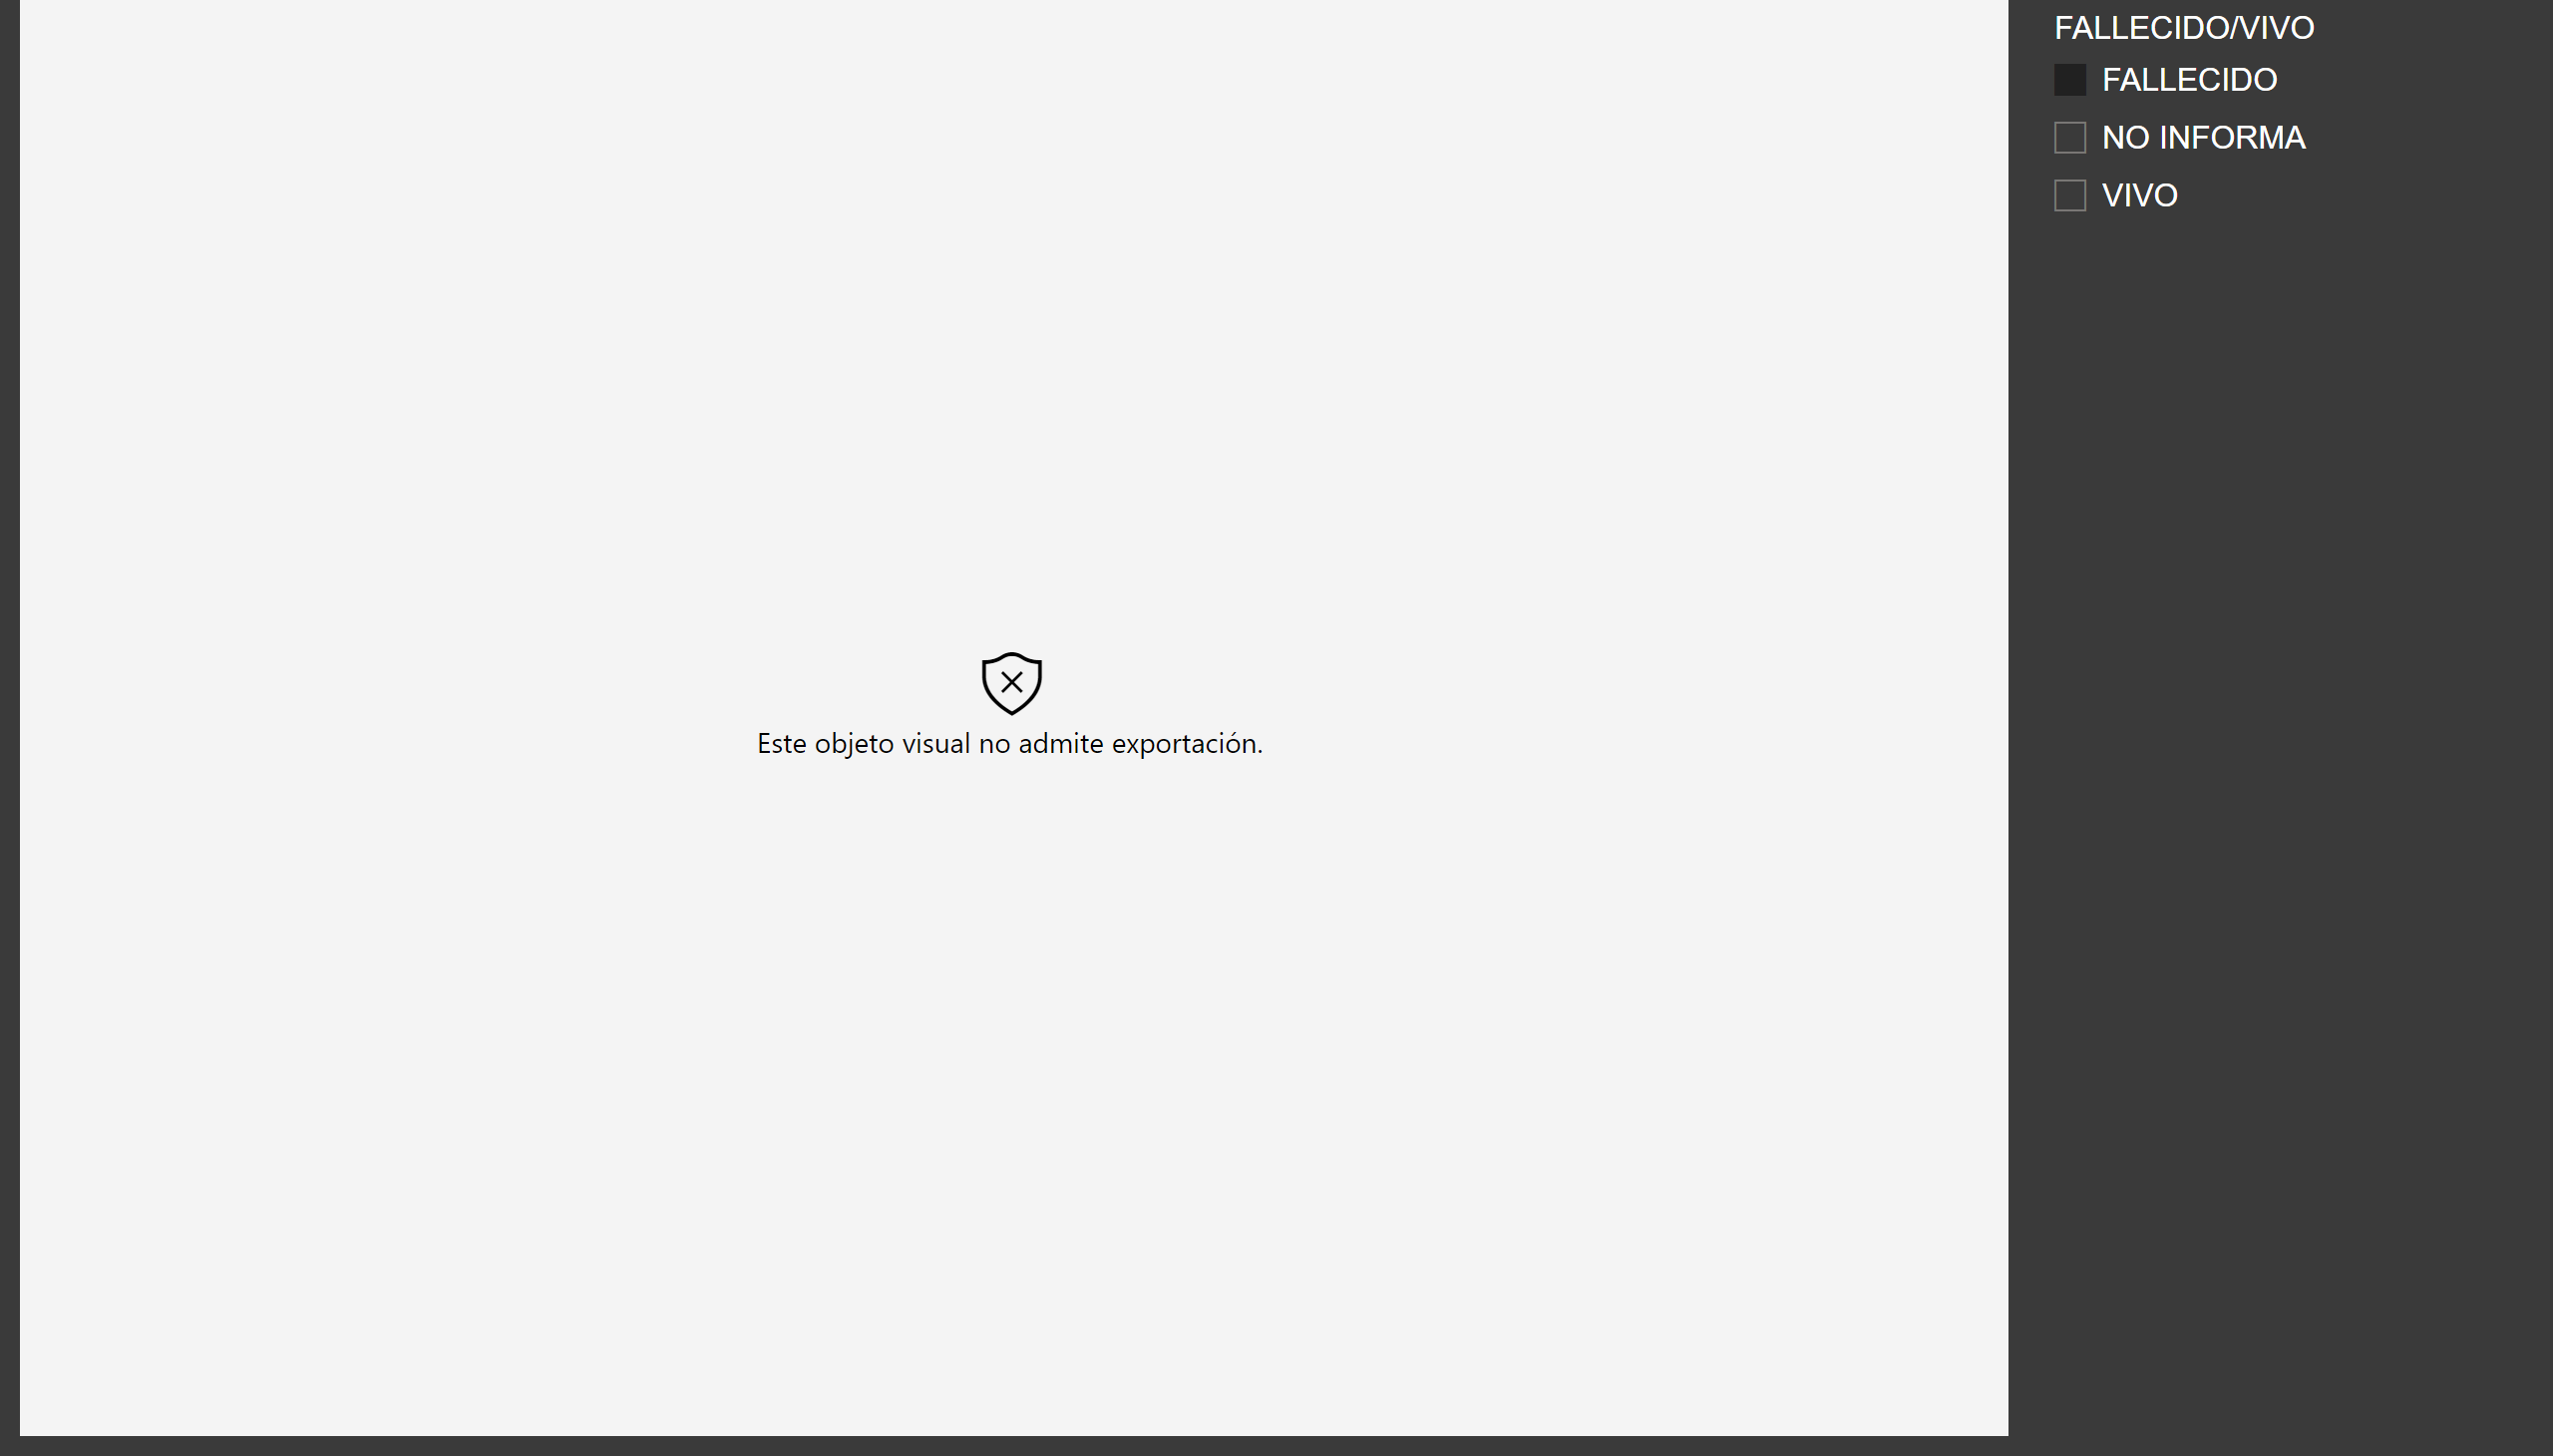 FALLECIDO/VIVO
FALLECIDO
NO INFORMA
VIVO
Este objeto visual no admite exportación.